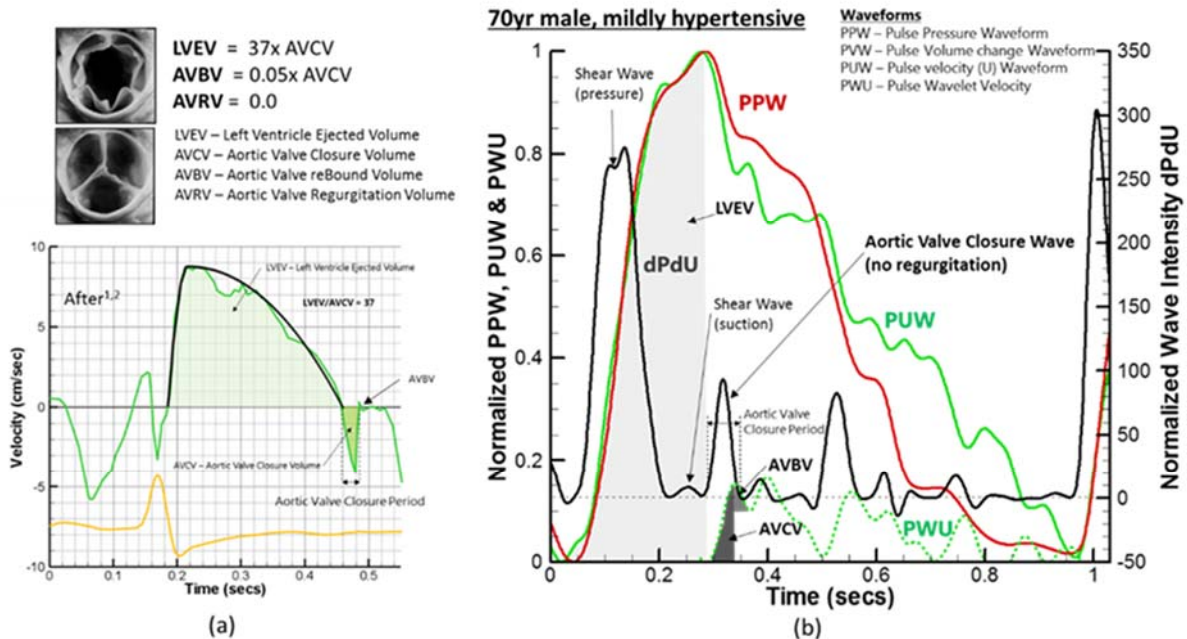 LVEV = 37x AVCV
AVBV = 0.05x AVCV
AVRV = 0.0
LVEV – Left Ventricle Ejected Volume
AVCV – Aortic Valve Closure Volume
AVBV – Aortic Valve reBound Volume
AVRV – Aortic Valve Regurgitation Volume
10
5
0
-5
-10
Velocity (cm/sec)
After1,2
LVEV – Left Ventricle Ejected Volume
LVEV/AVCV = 37
AVBV
AVCV – Aortic Valve Closure Volume
Aortic Valve Closure Period
0
0.1
0.2
0.3
0.4
0.5
Time (secs)
(a)
70yr male, mildly hypertensive
Waveforms
PPW – Pulse Pressure Waveform
PVW – Pulse Volume change Waveform
PUW – Pulse velocity (U) Waveform
PWU – Pulse Wavelet Velocity
1
0.8
0.6
0.4
0.2
0
Normalized PPW, PUW & PWU
Shear Wave
(pressure)
PPW
LVEV
dPdU
Aortic Valve Closure Wave
(no regurgitation)
Shear Wave
(suction)
PUW
Aortic Valve
Closure Period
AVBV
AVCV
PWU
350
300
250
200
150
100
50
0
-50
Normalized Wave Intensity dPdU
0
0.2
0.4
0.6
0.8
1
Time (secs)
(b)